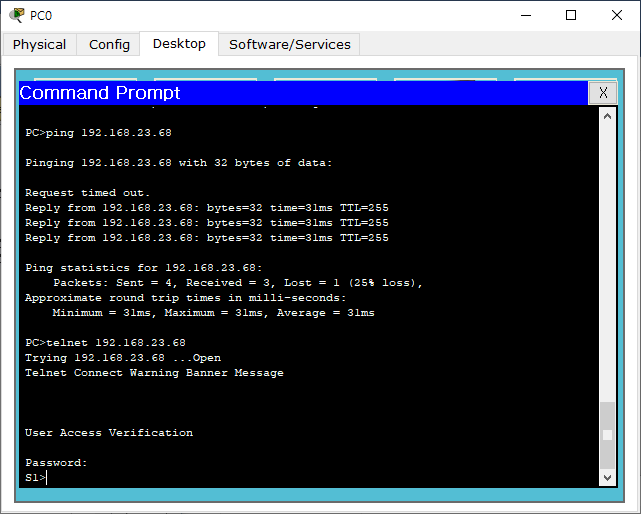 PC0
Physical Config Desktop Software/Services
Command Prompt X
PC>ping 192.168.23.68
Pinging 192.168.23.68 with 32 bytes of data:
Request timed out.
Reply from 192.168.23.68: bytes=32 time=31ms TTL=255
Reply from 192.168.23.68: bytes=32 time=31ms TTL=255
Reply from 192.168.23.68: bytes=32 time=31ms TTL=255
Ping statistics for 192.168.23.68:
Packets: Sent = 4, Received = 3, Lost = 1 (25% loss),
Approximate round trip times in milli-seconds:
Minimum = 31ms, Maximum = 31ms, Average = 31ms
PC>telnet 192.168.23.68
Trying 192.168.23.68 ...Open
Telnet Connect Warning Banner Message
User Access Verification
Password:
S1>